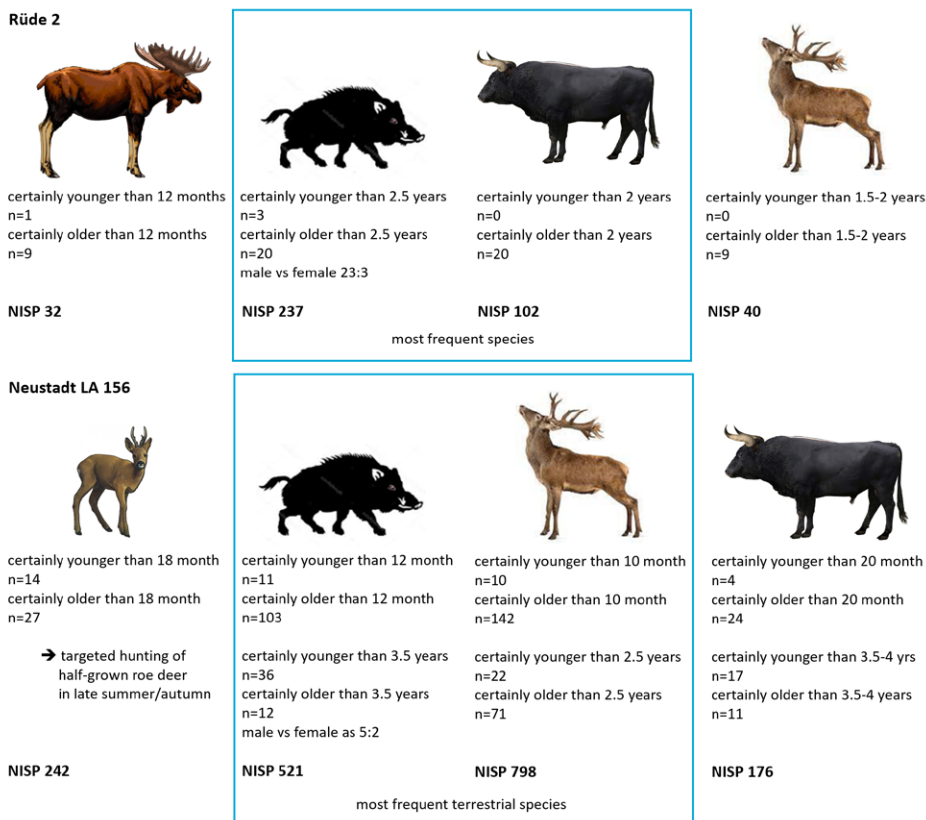 Rüde 2
certainly younger than 12 months
n=1
certainly older than 12 months
n=9
NISP 32
certainly younger than 2.5 years
n=3
certainly older than 2.5 years
n=20
male vs female 23:3
NISP 237
certainly younger than 2 years
n=0
certainly older than 2 years
n=20
NISP 102
most frequent species
certainly younger than 1.5-2 years
n=0
certainly older than 1.5-2 years
n=9
NISP 40
Neustadt LA 156
certainly younger than 18 month
n=14
certainly older than 18 month
n=27
➔ targeted hunting of
half-grown roe deer
in late summer/autumn
NISP 242
certainly younger than 12 month
n=11
certainly older than 12 month
n=103
certainly younger than 3.5 years
n=36
certainly older than 3.5 years
n=12
male vs female as 5:2
NISP 521
certainly younger than 10 month
n=10
certainly older than 10 month
n=142
certainly younger than 2.5 years
n=22
certainly older than 2.5 years
n=71
NISP 798
most frequent terrestrial species
certainly younger than 20 month
n=4
certainly older than 20 month
n=24
certainly younger than 3.5-4 yrs
n=17
certainly older than 3.5-4 years
n=11
NISP 176